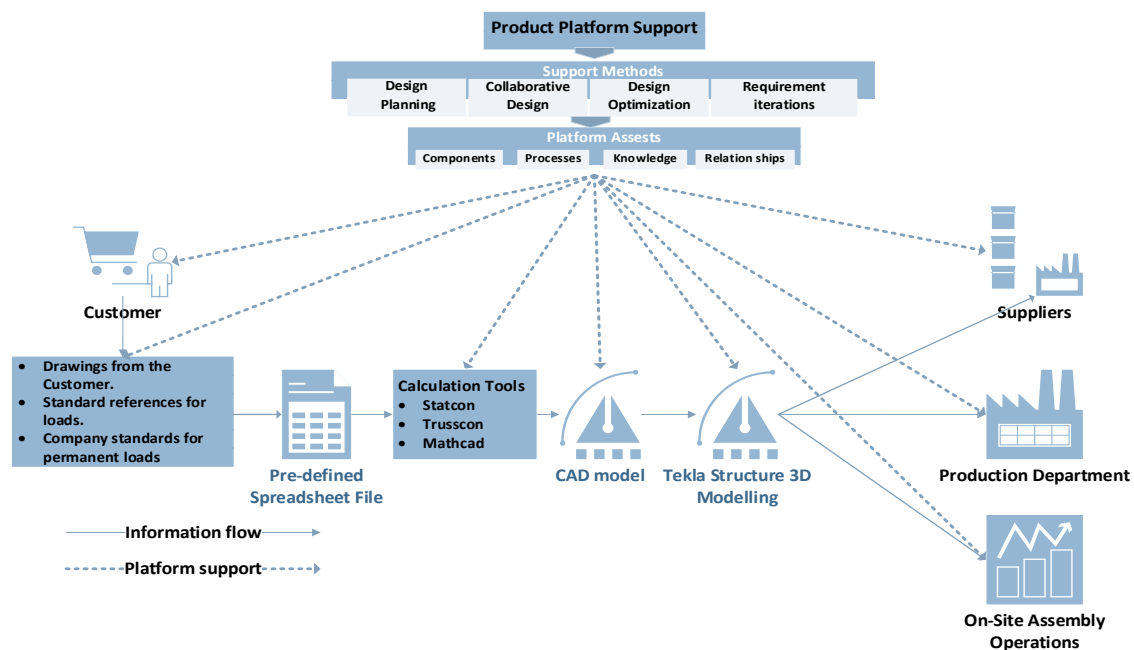 Product Platform Support
Support Methods
Design
Planning
Collaborative
Design
Design
Optimization
Requirement
iterations
Platform Assests
Components
Processes
Knowledge
Relation ships
Customer
Suppliers
• Drawings from the
Customer.
• Standard references for
loads.
• Company standards for
permanent loads
Pre-defined
Spreadsheet File
Calculation Tools
• Statcon
• Trusscon
• Mathcad
CAD model
Tekla Structure 3D
Modelling
Production Department
Information flow
Platform support
On-Site Assembly
Operations